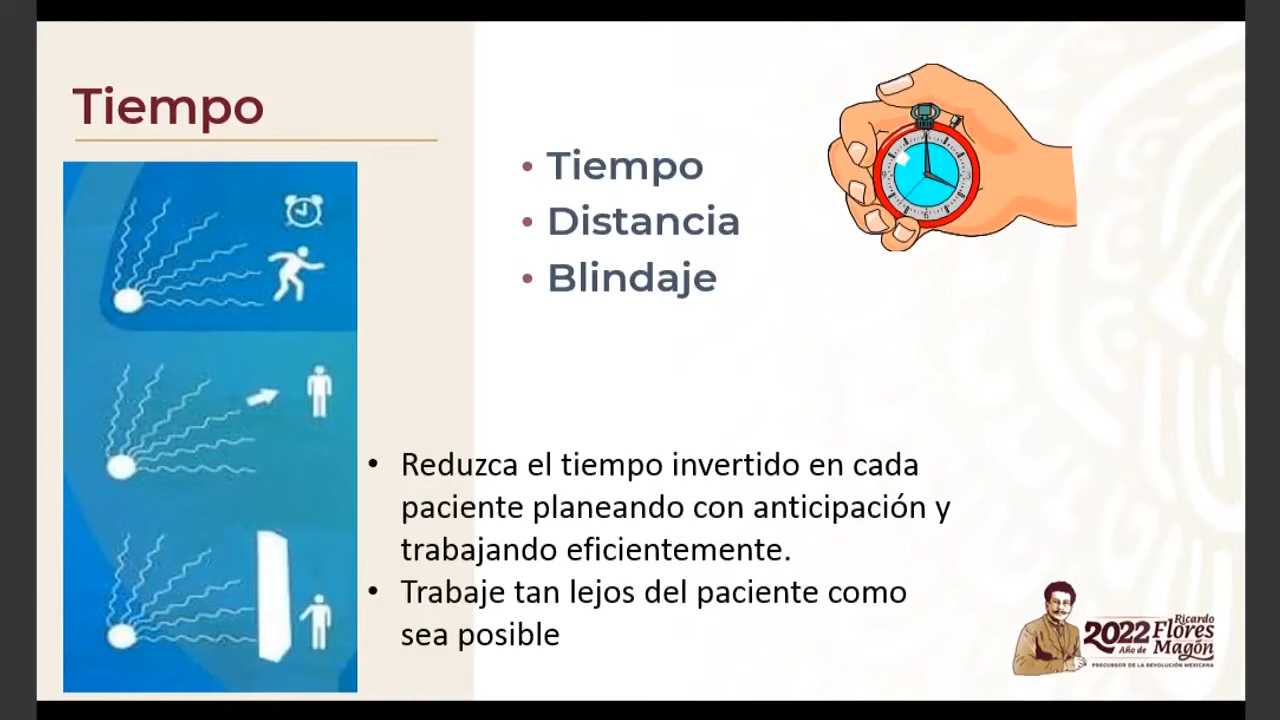 Tiempo
• Tiempo
• Distancia
• Blindaje
• Reduzca el tiempo invertido en cada
paciente planeando con anticipación y
trabajando eficientemente.
• Trabaje tan lejos del paciente como
sea posible
2022 Ricardo
Flores
Año de Magón
PRECURSOR DE LA REVOLUCIÓN MEXICANA